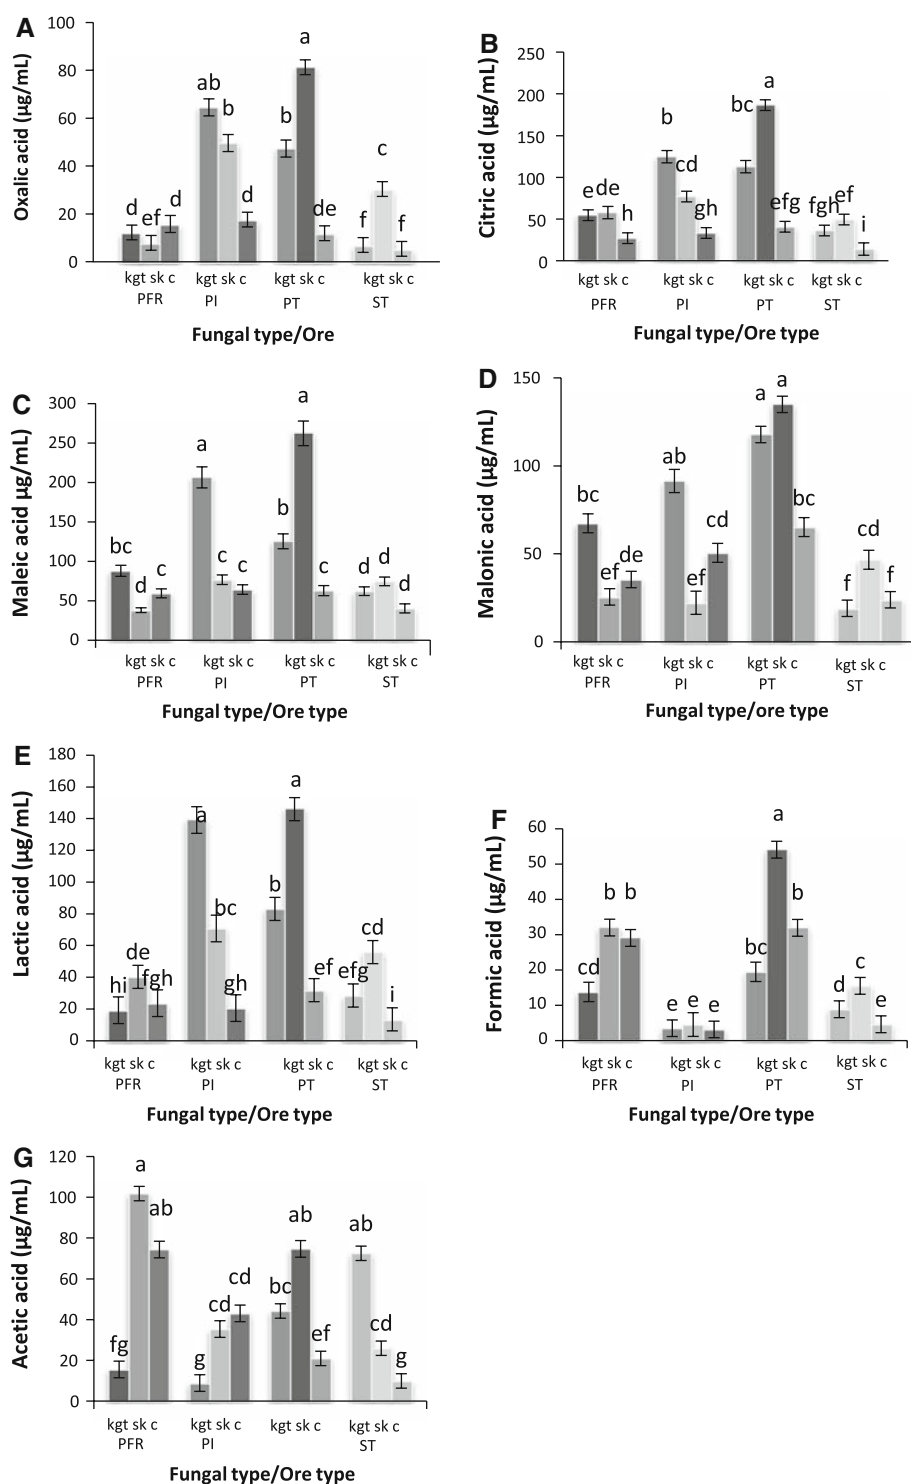 A
Oxalic acid (µg/mL)
100
80
60
40
20
0
d ef d
ab b d
b a de
f c f
kgt sk c kgt sk c kgt sk c kgt sk c
PFR PI PT ST
Fungal type/Ore
B
Citric acid (µg/mL)
250
200
150
100
50
0
e de h
b cd gh
bc a efg
fgh ef i
kgt sk c kgt sk c kgt sk c kgt sk c
PFR PI PT ST
Fungal type/Ore type
C
Maleic acid µg/mL)
300
250
200
150
100
50
0
bc d c
a c c
b a c
d d d
kgt sk c kgt sk c kgt sk c kgt sk c
PFR PI PT ST
Fungal type/Ore type
D
Malonic acid (µg/mL)
150
100
50
0
bc ef de
ab ef cd
a a bc
f cd f
kgt sk c kgt sk c kgt sk c kgt sk c
PFR PI PT ST
Fungal type/ore type
E
Lactic acid (µg/mL)
180
160
140
120
100
80
60
40
20
0
hi de fgh
a bc gh
b a ef
efg cd i
kgt sk c kgt sk c kgt sk c kgt sk c
PFR PI PT ST
Fungal type/Ore type
F
Formic acid (µg/mL)
60
50
40
30
20
10
0
cd b b
e e e
bc a b
d c e
kgt sk c kgt sk c kgt sk c kgt sk c
PFR PI PT ST
Fungal type/Ore type
G
Acetic acid (µg/mL)
120
100
80
60
40
20
0
fg a ab
g cd cd
bc ab ef
ab cd g
kgt sk c kgt sk c kgt sk c kgt sk c
PFR PI ST
Fungal type/Ore type